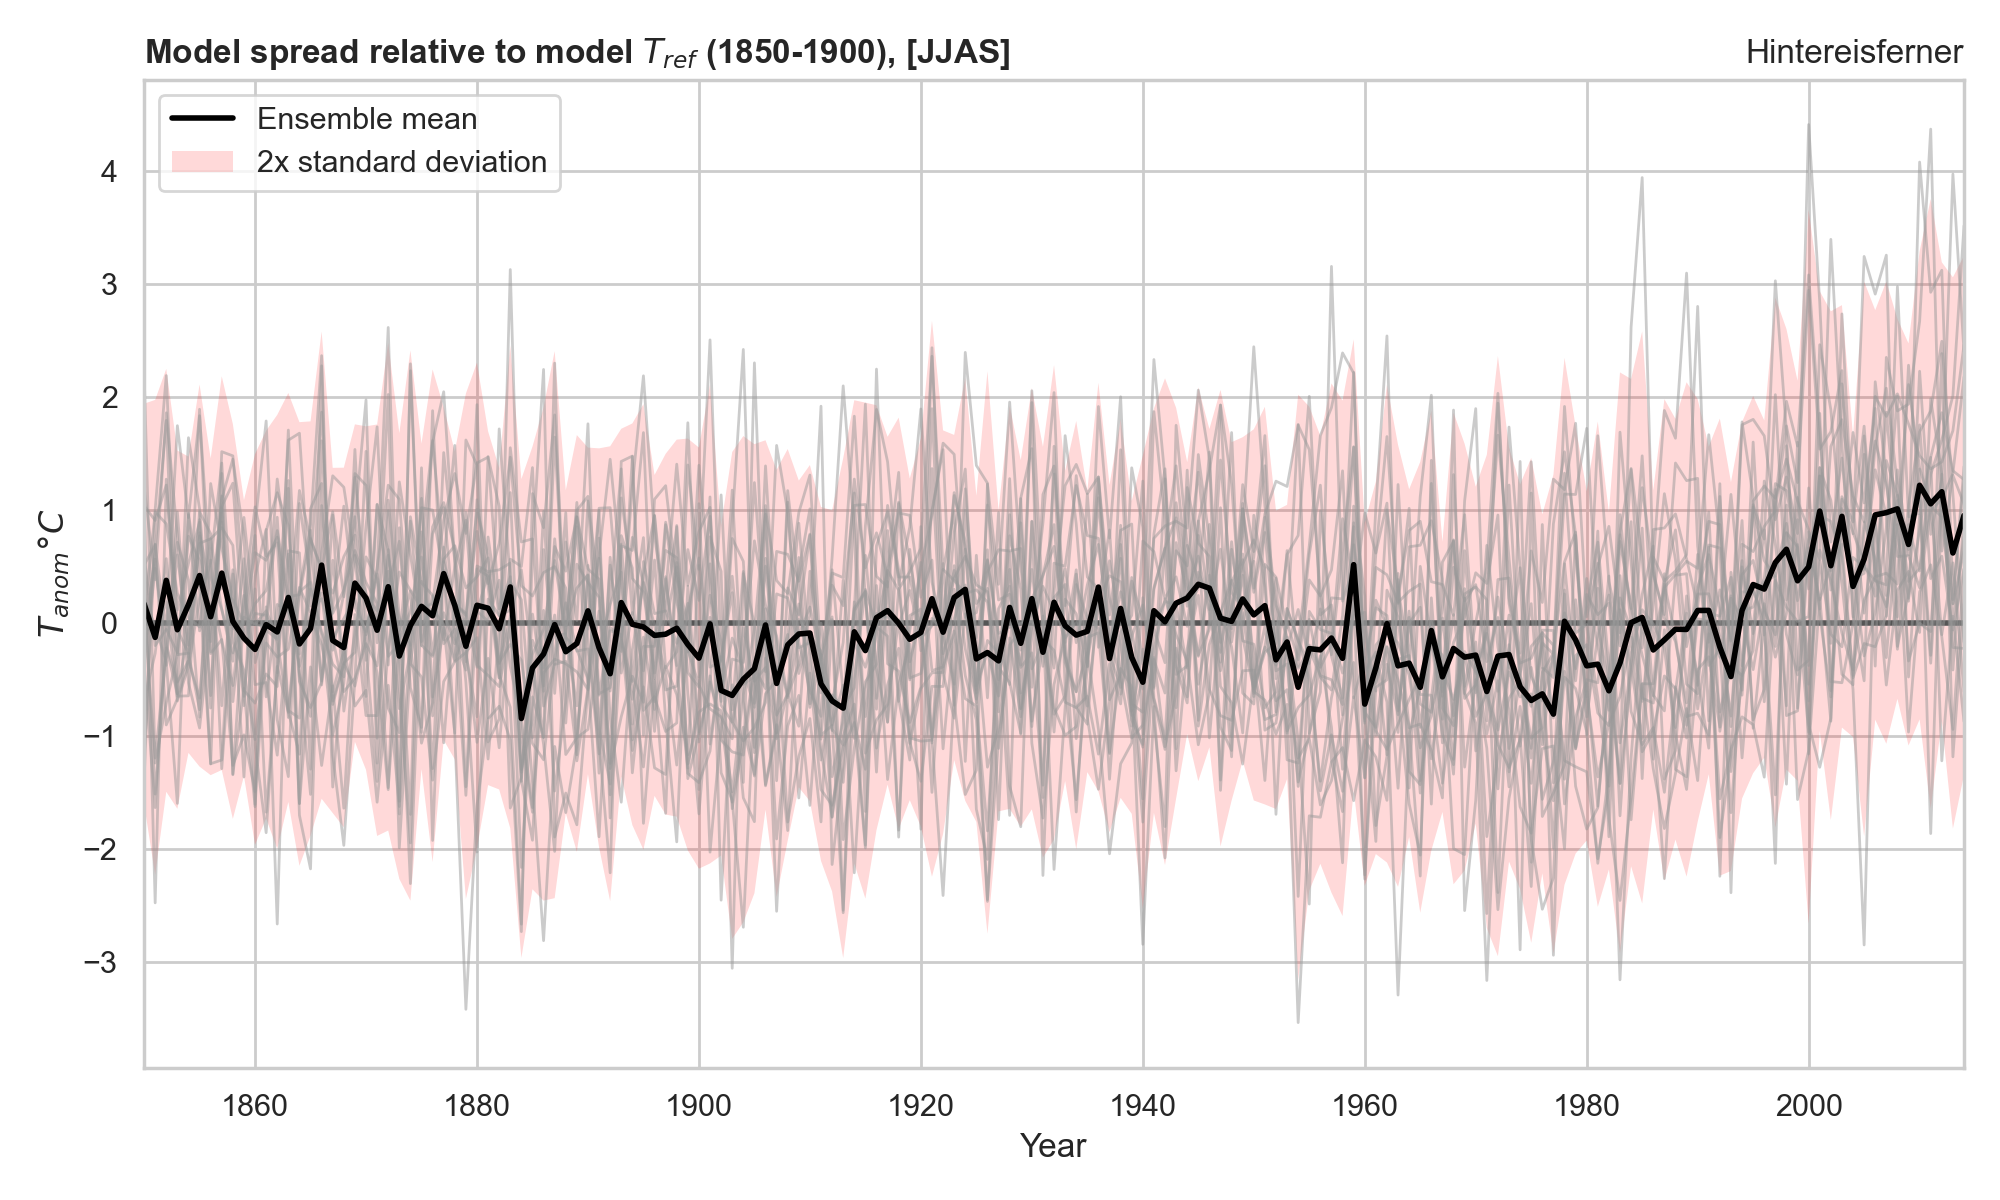 Model spread relative to model T_ref (1850-1900), [JJAS]
Hintereisferner
Ensemble mean
2x standard deviation
4
3
2
1
0
−1
−2
−3
T_anom°C
1860 1880 1900 1920 1940 1960 1980 2000
Year